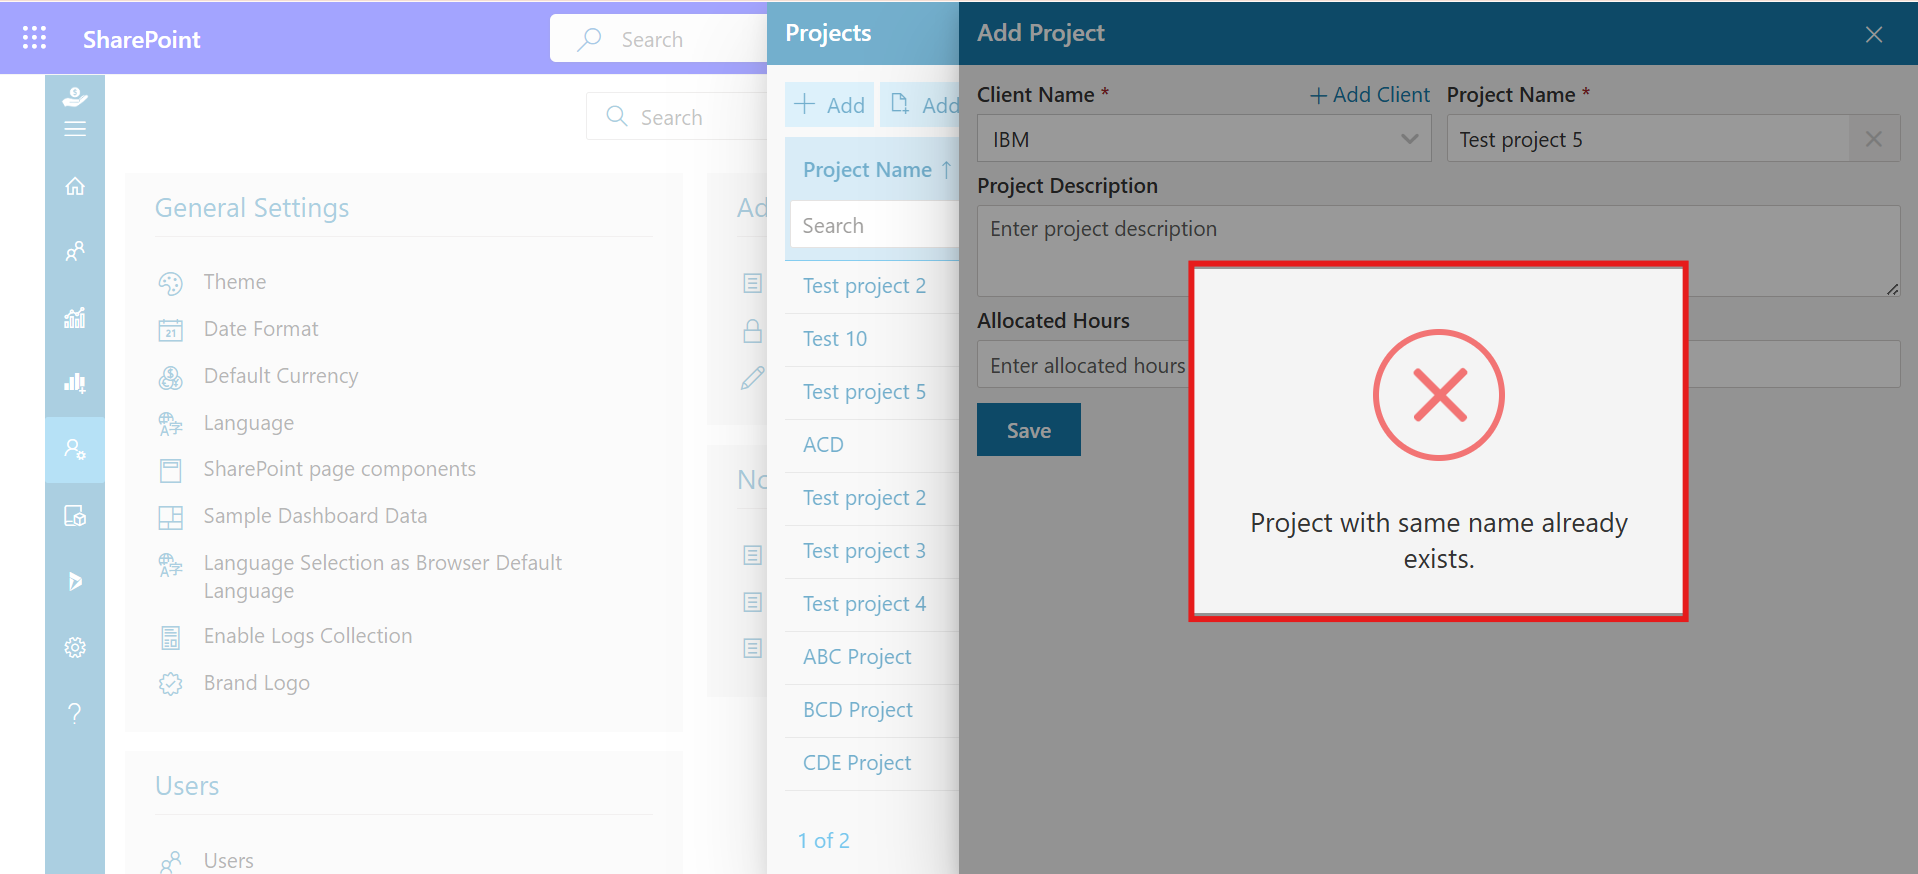 SharePoint
Search
Search
General Settings
Theme
21
Date Format
Default Currency
Language
SharePoint page components
Sample Dashboard Data
Language Selection as Browser Default
Language
Enable Logs Collection
Brand Logo
Users
Users
Ad
No
Projects
Add
Add
Project Name ↑
Search
Test project 2
Test 10
Test project 5
ACD
Test project 2
Test project 3
Test project 4
ABC Project
BCD Project
CDE Project
1 of 2
Add Project
Client Name *
+ Add Client
Project Name *
IBM
Test project 5
Project Description
Enter project description
Allocated Hours
Enter allocated hours
Save
Project with same name already
exists.